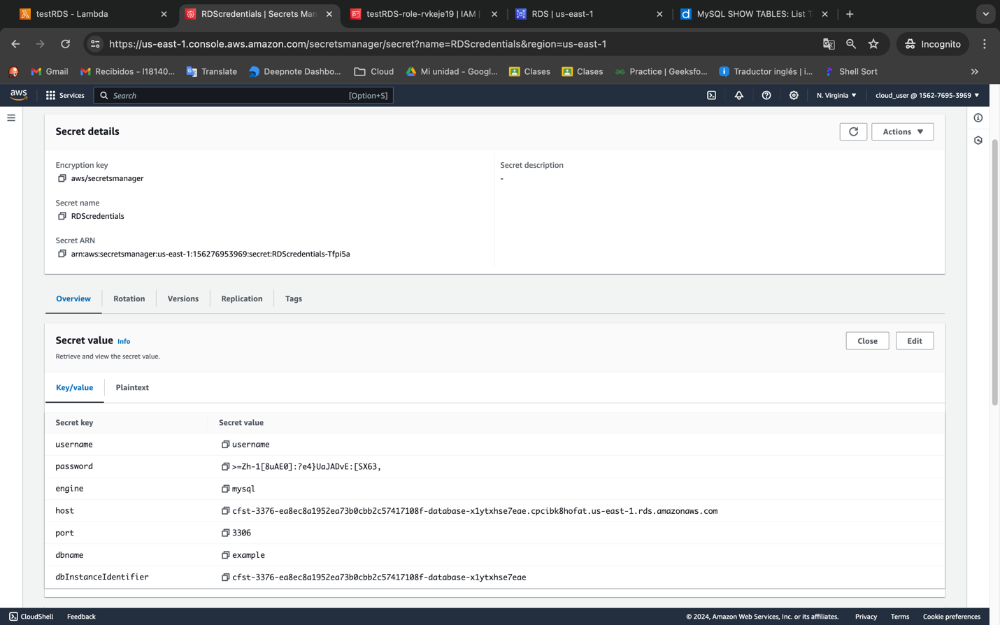 testRDS - Lambda
RDScredentials | Secrets Man
testRDS-role-rvkeje19 | IAM |
RDS | us-east-1
MySQL SHOW TABLES: List T
https://us-east-1.console.aws.amazon.com/secretsmanager/secret?name=RDScredentials&region=us-east-1
Incognito
Gmail
Recibidos - l18140...
Translate
Deepnote Dashbo...
Cloud
Mi unidad - Googl...
Clases
Clases
Practice | Geeksfo...
Traductor inglés | i...
Shell Sort
aws
Services
Search
[Option+S]
N. Virginia
cloud_user @ 1562-7695-3969
Secret details
Actions
Encryption key
aws/secretsmanager
Secret description
-
Secret name
RDScredentials
Secret ARN
arn:aws:secretsmanager:us-east-1:156276953969:secret:RDScredentials-Tfpi5a
Overview
Rotation
Versions
Replication
Tags
Secret value Info
Close
Edit
Retrieve and view the secret value.
Key/value
Plaintext
Secret key Secret value
username username
password >=Zh-1[8uAE0]:?e4}UaJADvE:[SX63,
engine mysql
host cfst-3376-ea8ec8a1952ea73b0cbb2c57417108f-database-x1ytxhse7eae.cpcibk8hofat.us-east-1.rds.amazonaws.com
port 3306
dbname example
dbInstanceIdentifier cfst-3376-ea8ec8a1952ea73b0cbb2c57417108f-database-x1ytxhse7eae
CloudShell
Feedback
© 2024, Amazon Web Services, Inc. or its affiliates.
Privacy
Terms
Cookie preferences